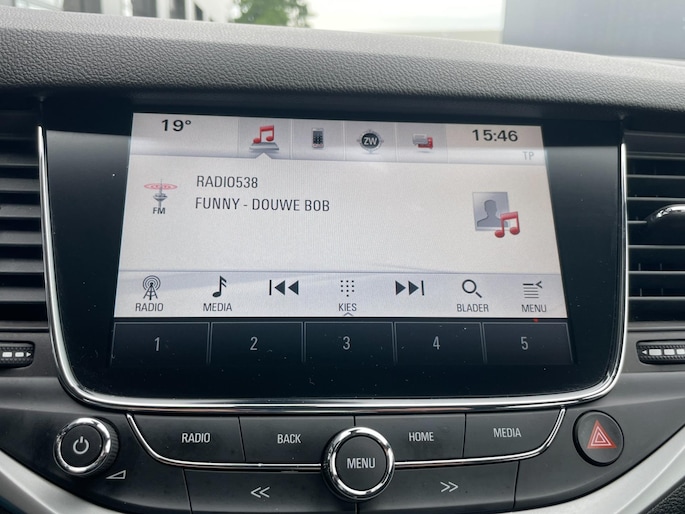 19°
ZW
15:46
TP
RADIO538
FUNNY - DOUWE BOB
FM
RADIO
MEDIA
KIES
BLADER
MENU
1 2 3 4 5
RADIO
BACK
MENU
HOME
MEDIA